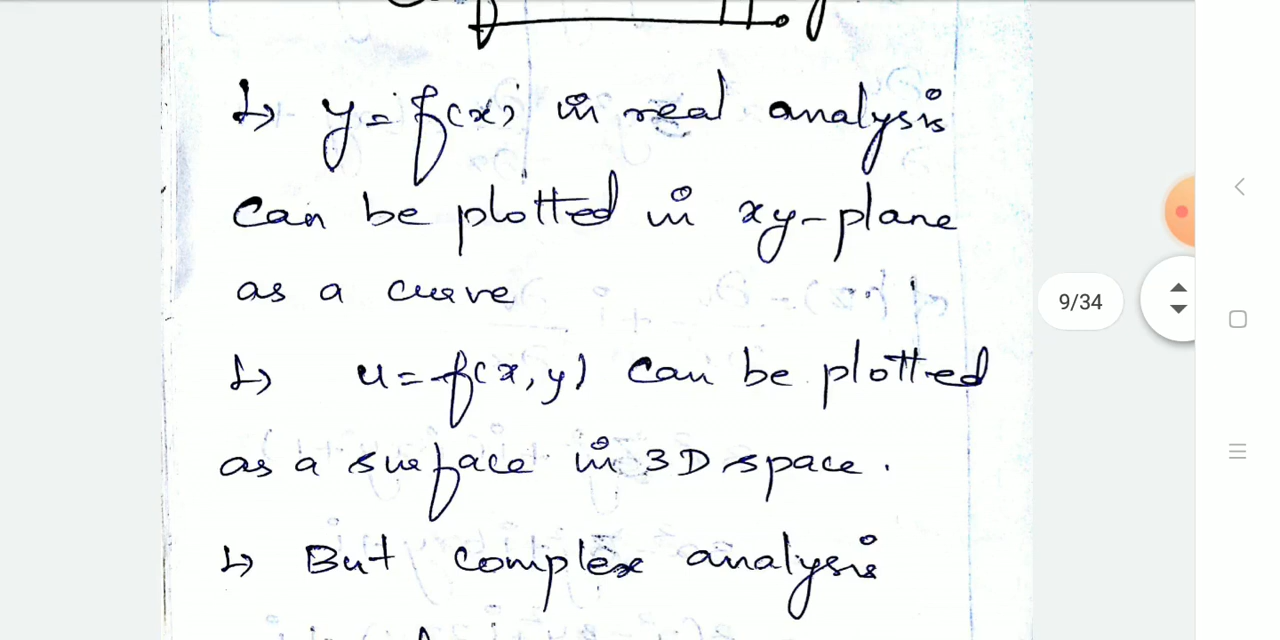 ↳ y = f(x) in real analysis
can be plotted in xy-plane
as a curve
9/34
↳ u = f(x, y) can be plotted
as a surface in 3D space.
↳ But complex analysis